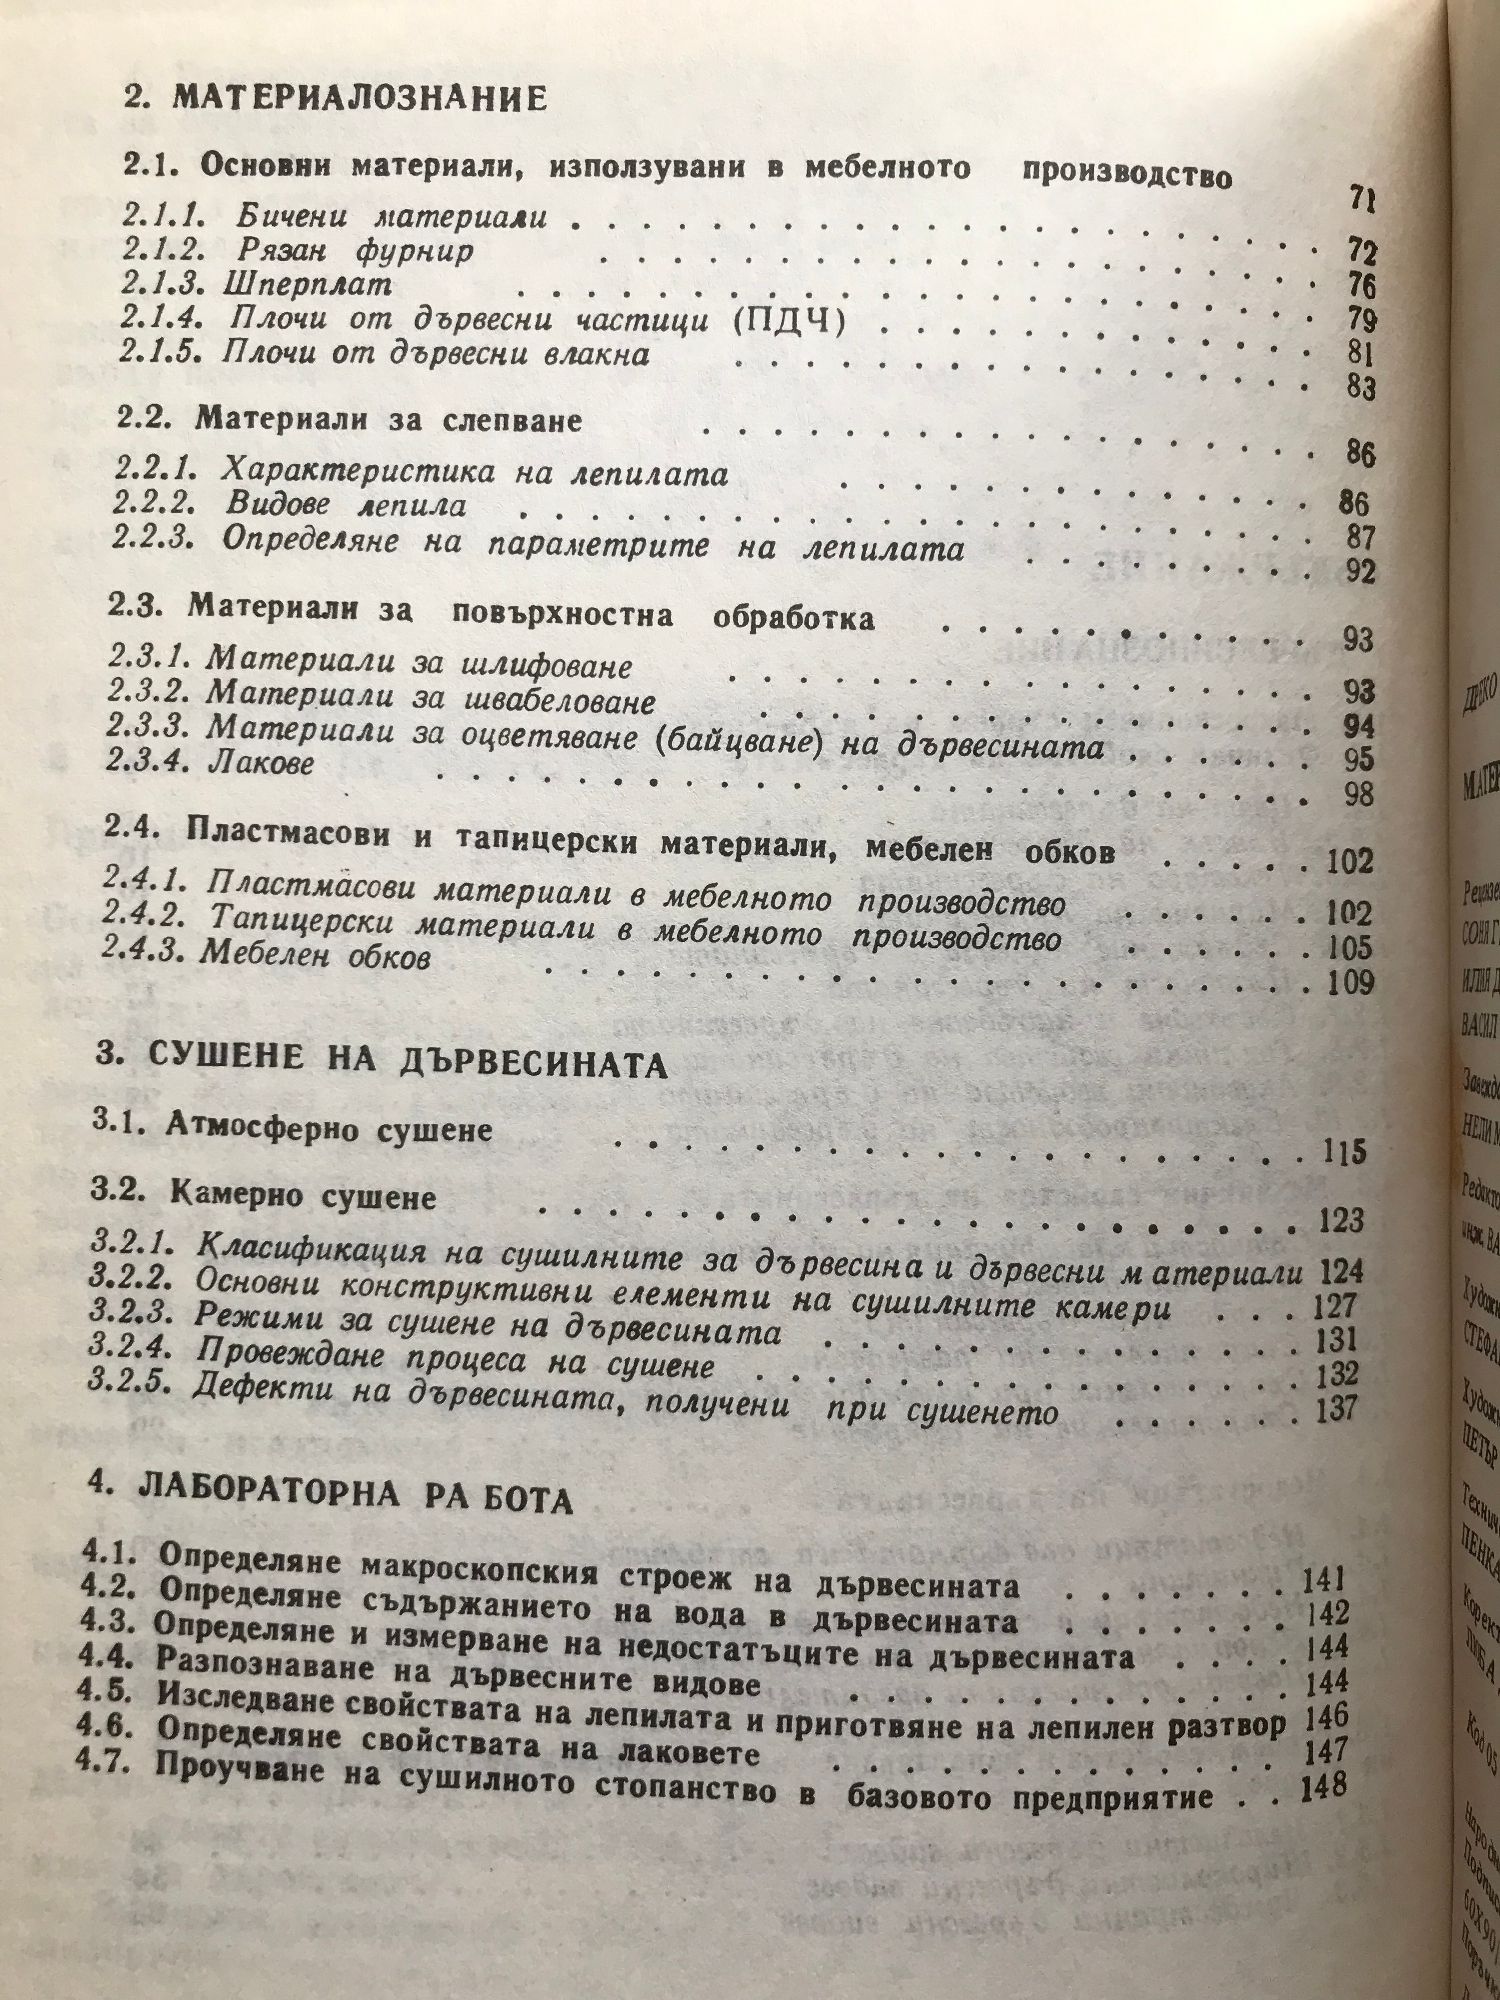 2. МАТЕРИАЛОЗНАНИЕ
2.1. Основни материали, използувани в мебелното производство 71
2.1.1. Бичени материали . . . . . . . . . . . . . . . . . . . . . 72
2.1.2. Рязан фурнир . . . . . . . . . . . . . . . . . . . . 76
2.1.3. Шперплат . . . . . . . . . . . . . . . . . . . . . . 79
2.1.4. Плочи от дървесни частици (ПДЧ) . . . . . . . . . . . . 81
2.1.5. Плочи от дървесни влакна . . . . . . . . . . . . . . . . 83
2.2. Материали за слепване . . . . . . . . . . . . . . . . . 86
2.2.1. Характеристика на лепилата . . . . . . . . . . . . . 86
2.2.2. Видове лепила . . . . . . . . . . . . . . . . . . . . . 87
2.2.3. Определяне на параметрите на лепилата . . . . . . . . 92
2.3. Материали за повърхностна обработка . . . . . . . . . . 93
2.3.1. Материали за шлифоване . . . . . . . . . . . . . . . . 93
2.3.2. Материали за швабеловане . . . . . . . . . . . . . . . 94
2.3.3. Материали за оцветяване (байцване) на дървесината . . . . . . 95
2.3.4. Лакове . . . . . . . . . . . . . . . . . . . . . . . . 98
2.4. Пластмасови и тапицерски материали, мебелен обков . . . . . 102
2.4.1. Пластмасови материали в мебелното производство . . . . . . 102
2.4.2. Тапицерски материали в мебелното производство . . . . . . 105
2.4.3. Мебелен обков . . . . . . . . . . . . . . . . . . . . . 109
3. СУШЕНЕ НА ДЪРВЕСИНАТА
3.1. Атмосферно сушене . . . . . . . . . . . . . . . . . . . . 115
3.2. Камерно сушене . . . . . . . . . . . . . . . . . . . . . . 123
3.2.1. Класификация на сушилните за дървесина и дървесни материали 124
3.2.2. Основни конструктивни елементи на сушилните камери . . . 127
3.2.3. Режими за сушене на дървесината . . . . . . . . . . . . . . 131
3.2.4. Провеждане процеса на сушене . . . . . . . . . . . . . . . . 132
3.2.5. Дефекти на дървесината, получени при сушенето . . . . . . 137
4. ЛАБОРАТОРНА РА БОТА
4.1. Определяне макроскопския строеж на дървесината . . . . . . . 141
4.2. Определяне съдържанието на вода в дървесината . . . . . . . 142
4.3. Определяне и измерване на недостатъците на дървесината . . . . 144
4.4. Разпознаване на дървесните видове . . . . . . . . . . . . . 144
4.5. Изследване свойствата на лепилата и приготвяне на лепилен разтвор 146
4.6. Определяне свойствата на лаковете . . . . . . . . . . . . . 147
4.7. Проучване на сушилното стопанство в базовото предприятие . . 148
СОНЯ Г
ВАСИЛ
НЕЛИ М
ПЕТЪР
ПЕНКА
Код 05
60X90/